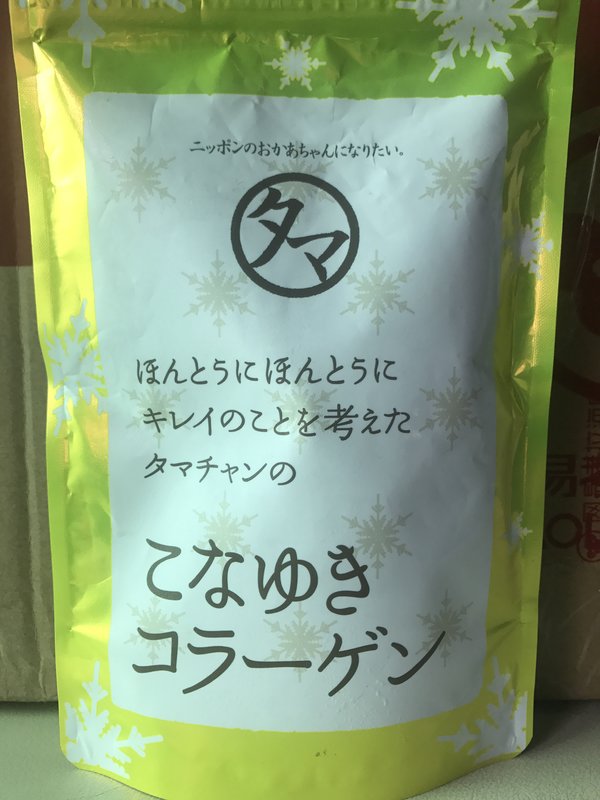 ニッポンのおかあちゃんになりたい。
タマ
ほんとうにほんとうに
キレイのことを考えた
タマチャンの
こなゆき
コラーゲン
易